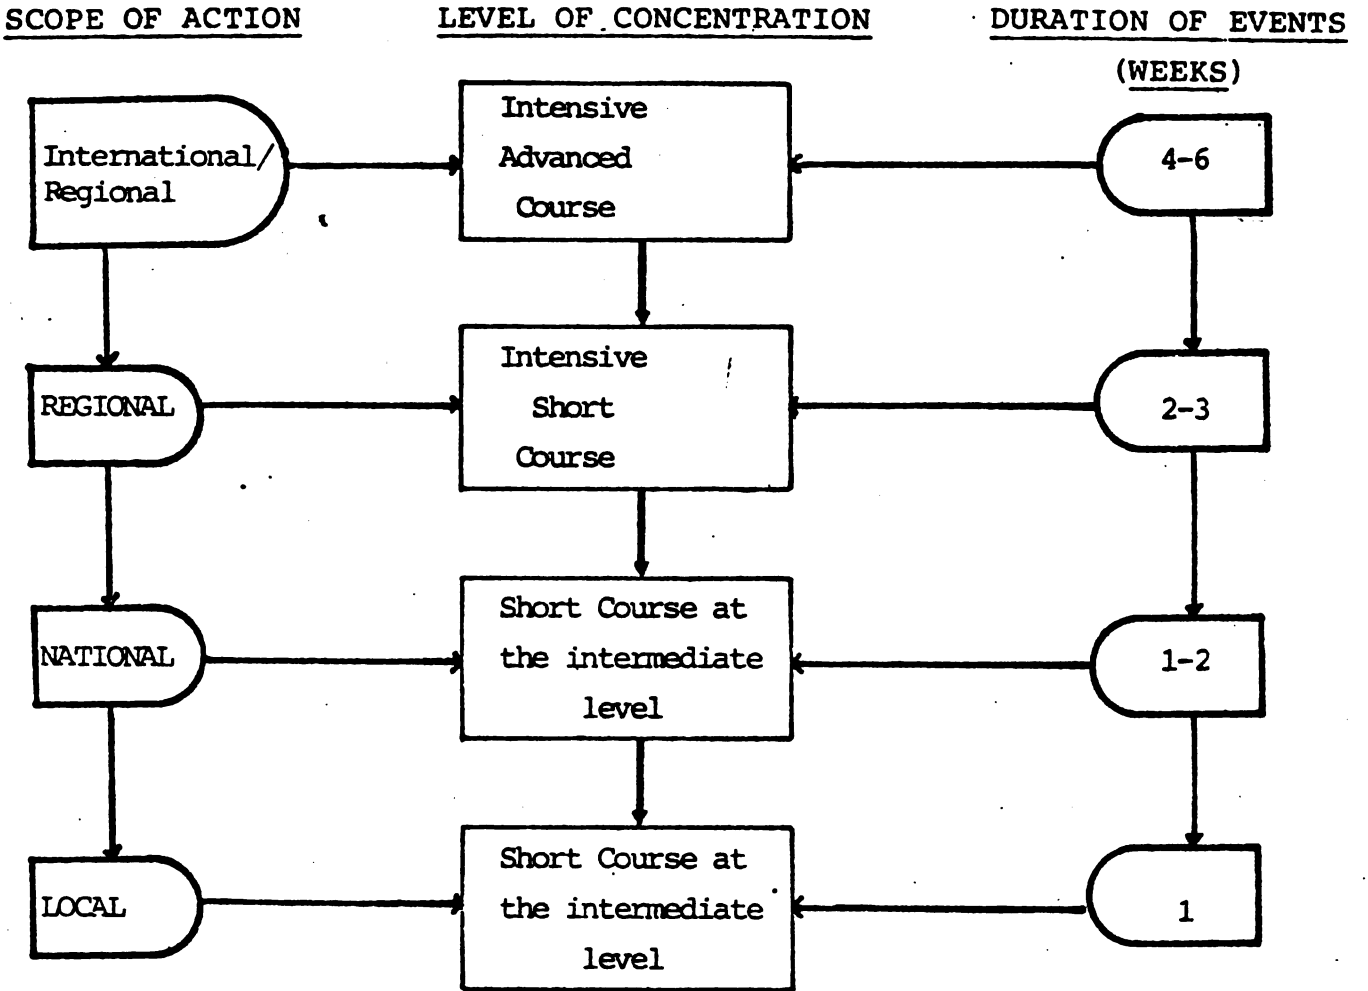 SCOPE OF ACTION
LEVEL OF CONCENTRATION
DURATION OF EVENTS
(WEEKS)
International/
Regional
Intensive
Advanced
Course
4-6
REGIONAL
Intensive
Short
Course
2-3
NATIONAL
Short Course at
the intermediate
level
1-2
LOCAL
Short Course at
the intermediate
level
1